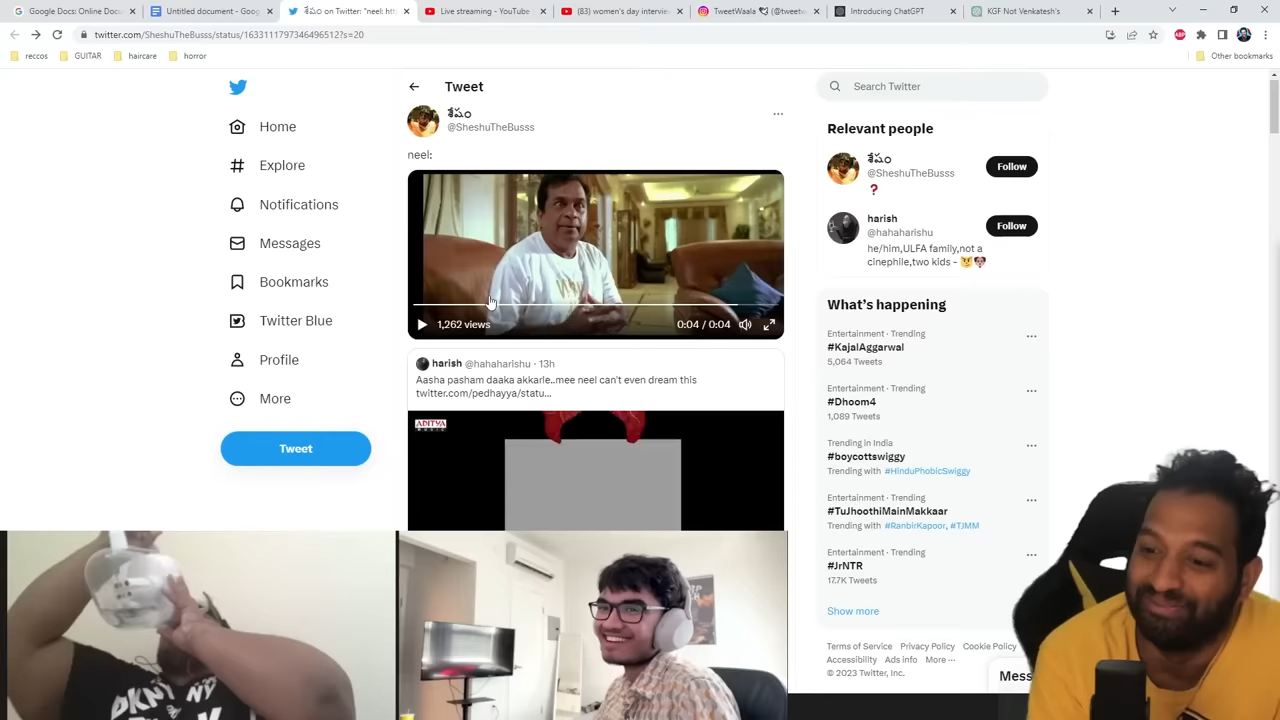 Google Docs: Online Doc
Untitled document - Goog
శేషం on Twitter: "neel: htt
Live streaming - YouTube
(83) women's day interview
TweetWaala
Introducing ChatGPT
KGF Not Venkatesh's
twitter.com/SheshuTheBusss/status/1633111797346496512?s=20
ABP
reccos
GUITAR
haircare
horror
Other bookmarks
Home
Explore
Notifications
Messages
Bookmarks
Twitter Blue
Profile
More
Tweet
Tweet
శేషం
@SheshuTheBusss
neel:
1,262 views
0:04 / 0:04
harish @hahaharishu · 13h
Aasha pasham daaka akkarle..mee neel can't even dream this
twitter.com/pedhayya/statu...
ADITYA
MUSIC
Search Twitter
Relevant people
శేషం
@SheshuTheBusss
Follow
❓
harish
@hahaharishu
Follow
he/him,ULFA family,not a
cinephile,two kids -
What's happening
Entertainment · Trending
#KajalAggarwal
5,064 Tweets
Entertainment · Trending
#Dhoom4
1,089 Tweets
Trending in India
#boycottswiggy
Trending with #HinduPhobicSwiggy
Entertainment · Trending
#TuJhoothiMainMakkaar
Trending with #RanbirKapoor, #TJMM
Entertainment · Trending
#JrNTR
17.7K Tweets
Show more
Terms of Service Privacy Policy Cookie Policy
Accessibility Ads info More ···
© 2023 Twitter, Inc.
Mess
DKNY NY